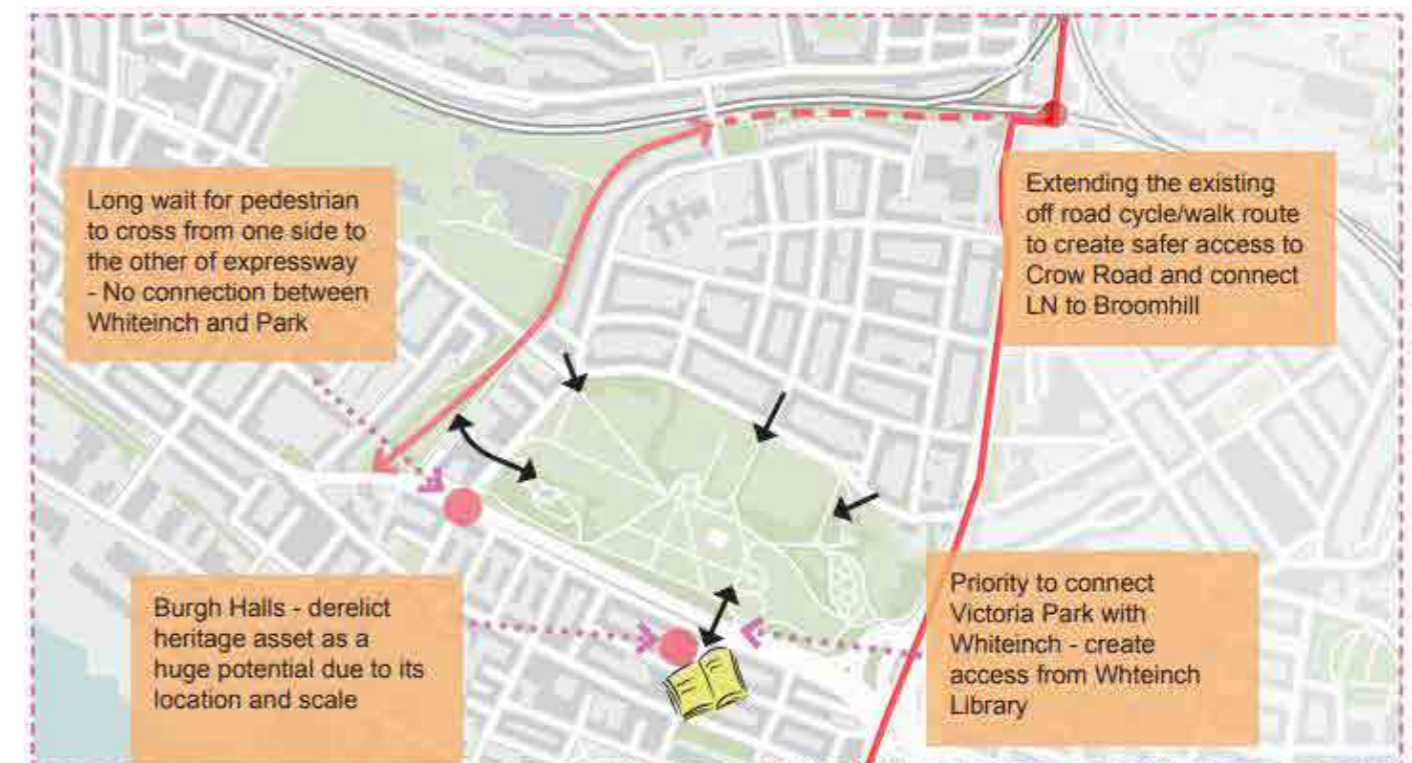 Long wait for pedestrian
to cross from one side to
the other of expressway
- No connection between
Whiteinch and Park
Extending the existing
off road cycle/walk route
to create safer access to
Crow Road and connect
LN to Broomhill
Burgh Halls - derelict
heritage asset as a
huge potential due to its
location and scale
Priority to connect
Victoria Park with
Whiteinch - create
access from Whteinch
Library